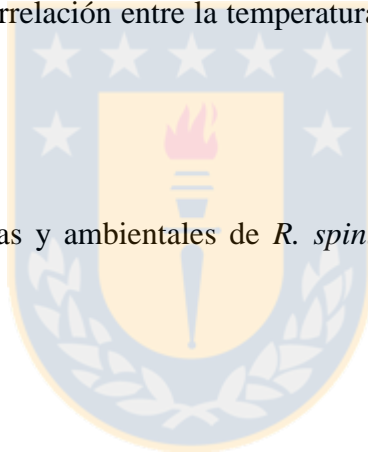 rrelación entre la temperatura
as y ambientales de R. spin